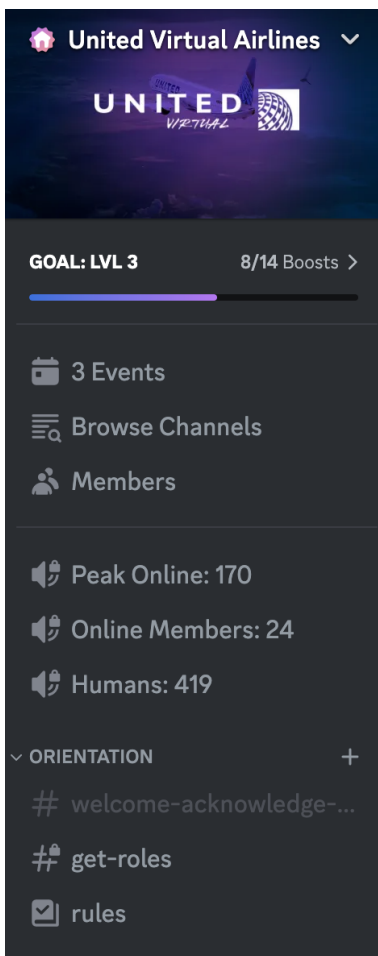 United Virtual Airlines
UNITED
VIRTUAL
GOAL: LVL 3 8/14 Boosts
3 Events
Browse Channels
Members
Peak Online: 170
Online Members: 24
Humans: 419
ORIENTATION
welcome-acknowledge-...
get-roles
rules